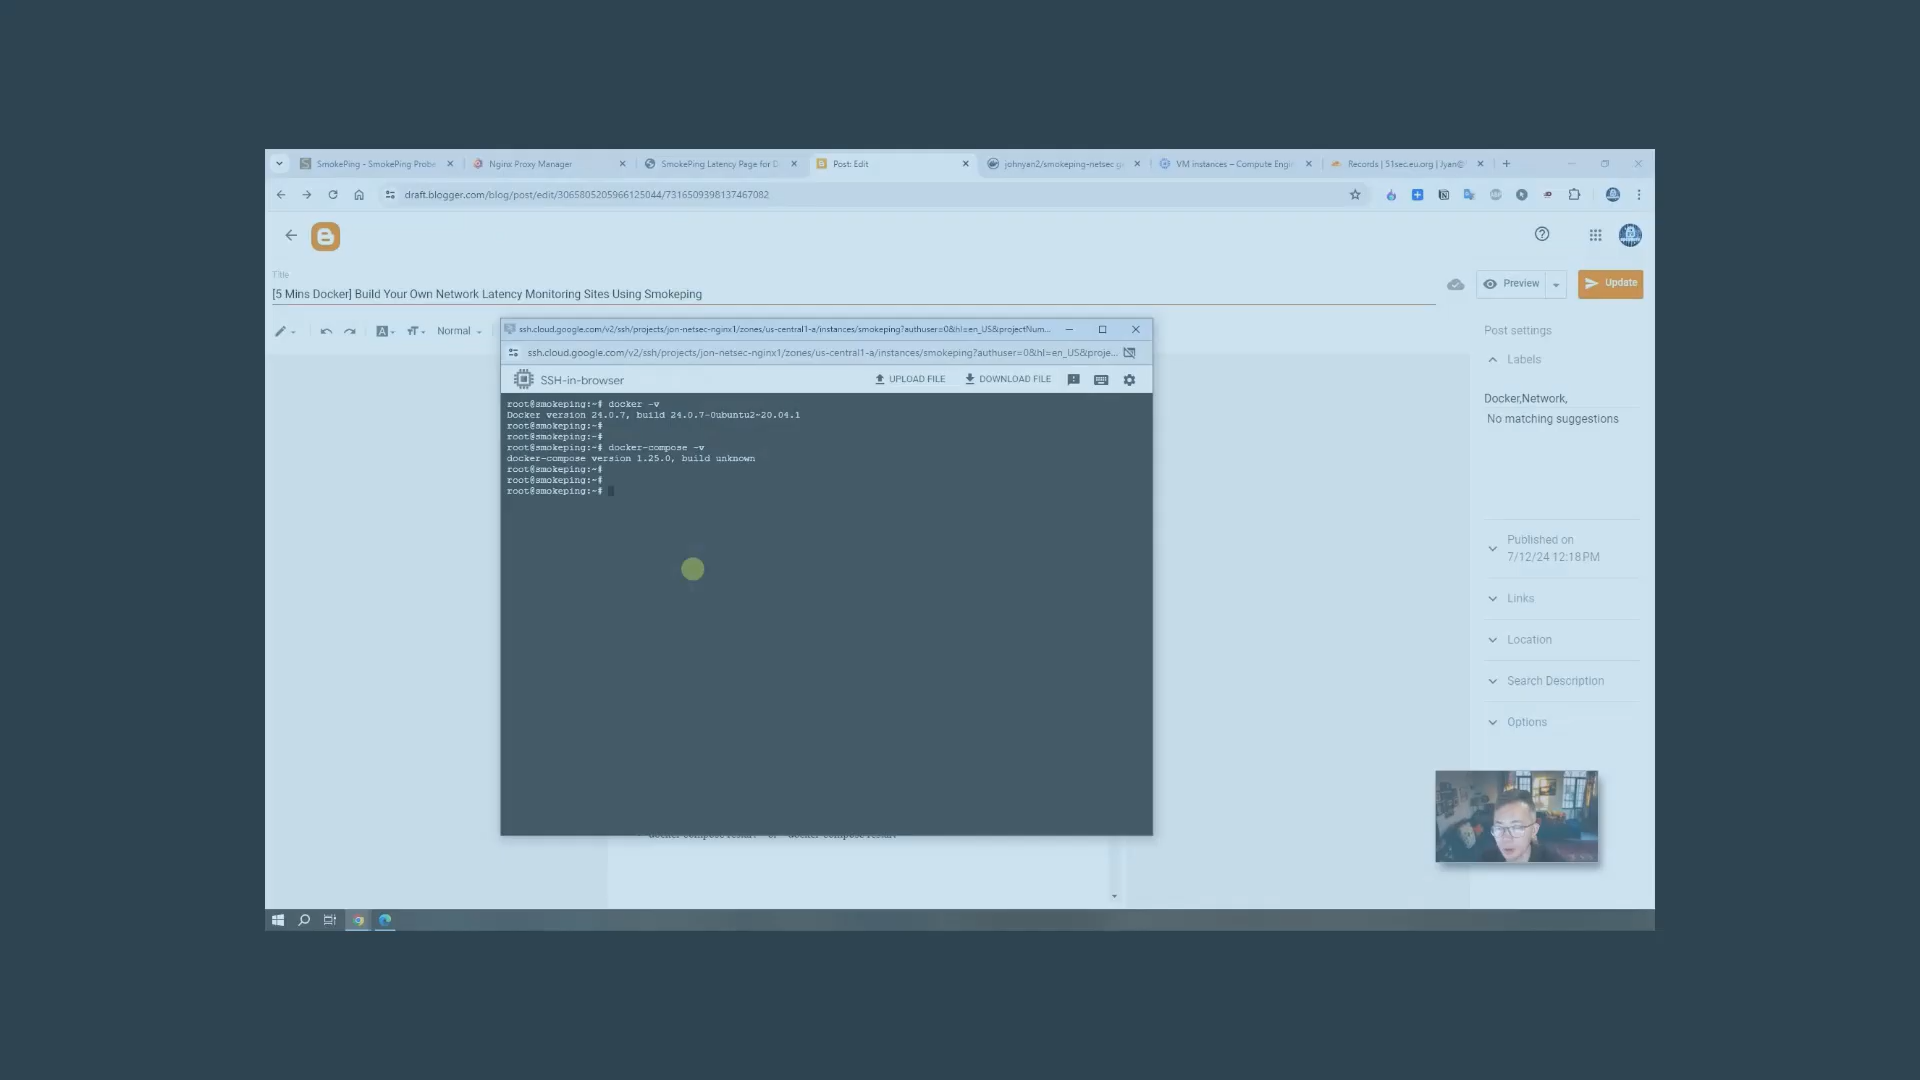 SmokePing - SmokePing Probe
Nginx Proxy Manager
SmokePing Latency Page for D
Post: Edit
johnyan2/smokeping-netsec
VM instances – Compute Engi
Records | 51sec.eu.org | Jyan@
draft.blogger.com/blog/post/edit/3065805205966125044/7316509398137467082
Title
[5 Mins Docker] Build Your Own Network Latency Monitoring Sites Using Smokeping
Preview
Update
Normal
Post settings
Labels
Docker,Network,
No matching suggestions
Published on
7/12/24 12:18 PM
Links
Location
Search Description
Options
ssh.cloud.google.com/v2/ssh/projects/jon-netsec-nginx1/zones/us-central1-a/instances/smokeping?authuser=0&hl=en_US&projectNum...
ssh.cloud.google.com/v2/ssh/projects/jon-netsec-nginx1/zones/us-central1-a/instances/smokeping?authuser=0&hl=en_US&proje...
SSH-in-browser
UPLOAD FILE
DOWNLOAD FILE
root@smokeping:~# docker -v
Docker version 24.0.7, build 24.0.7-0ubuntu2~20.04.1
root@smokeping:~#
root@smokeping:~#
root@smokeping:~# docker-compose -v
docker-compose version 1.25.0, build unknown
root@smokeping:~#
root@smokeping:~#
root@smokeping:~#